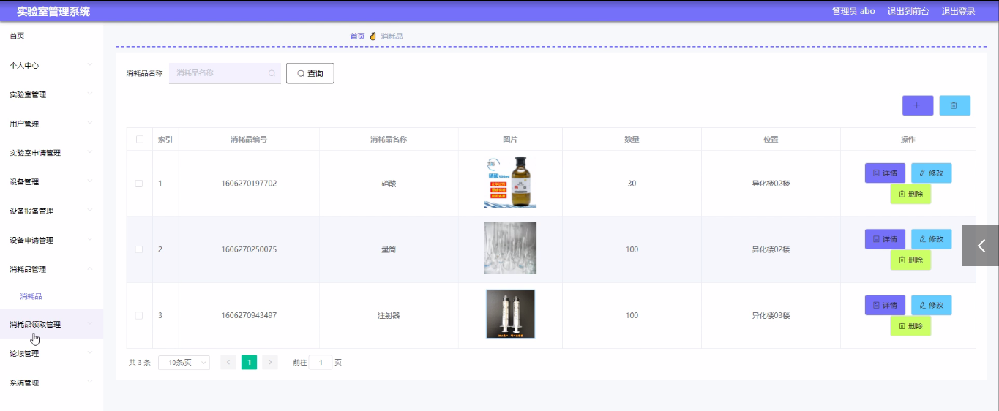 实验室管理系统
管理员 abo 退出到前台 退出登录
首页
个人中心
实验室管理
用户管理
实验室申请管理
设备管理
设备报备管理
设备申请管理
消耗品管理
消耗品
消耗品领取管理
论坛管理
系统管理
首页 消耗品
消耗品名称 消耗品名称 查询
索引 消耗品编号 消耗品名称 图片 数量 位置 操作
1 1606270197702 硝酸 30 异化楼02楼 详情 修改
删除
硝酸500ml
2 1606270250075 量筒 100 异化楼02楼 详情 修改
删除
3 1606270943497 注射器 100 异化楼03楼 详情 修改
删除
共 3 条 10条/页 1 前往 1 页